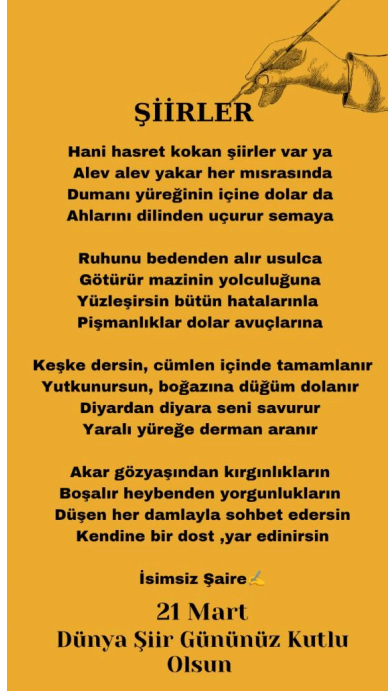 ŞİİRLER
Hani hasret kokan şiirler var ya
Alev alev yakar her mısrasında
Dumanı yüreğinin içine dolar da
Ahlarını dilinden uçurur semaya
Ruhunu bedenden alır usulca
Götürür mazinin yolculuğuna
Yüzleşirsin bütün hatalarınla
Pişmanlıklar dolar avuçlarına
Keşke dersin, cümlen içinde tamamlanır
Yutkunursun, boğazına düğüm dolanır
Diyardan diyara seni savurur
Yaralı yüreğe derman aranır
Akar gözyaşından kırgınlıkların
Boşalır heybenden yorgunlukların
Düşen her damlayla sohbet edersin
Kendine bir dost ,yar edinirsin
İsimsiz Şaire✍️
21 Mart
Dünya Şiir Gününüz Kutlu
Olsun